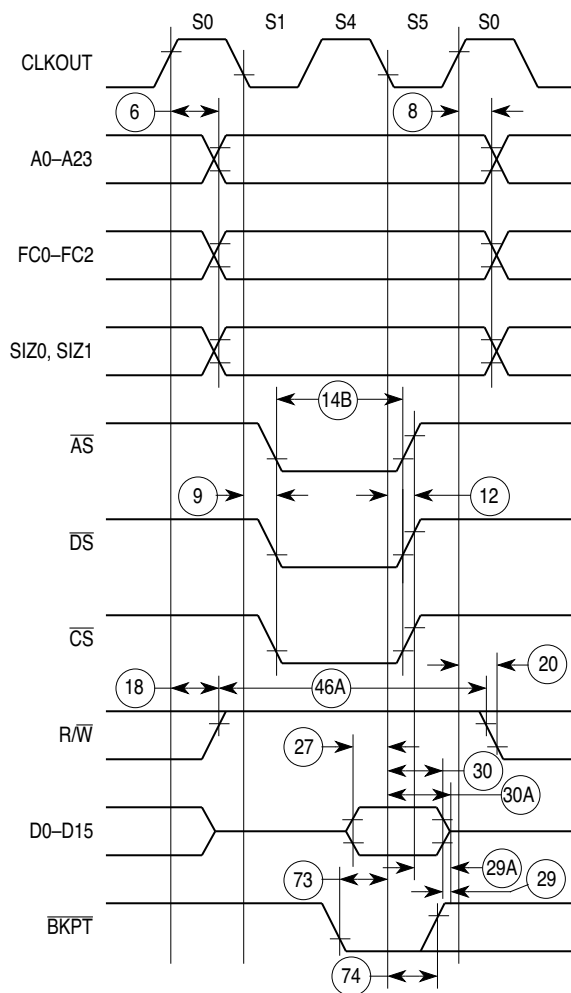 S0 S1 S4 S5 S0
CLKOUT
6 8
A0–A23
FC0–FC2
SIZ0, SIZ1
14B
AS
9 12
DS
CS
20
18 46A
R/W
27 30
30A
D0–D15
29A
73 29
BKPT
74